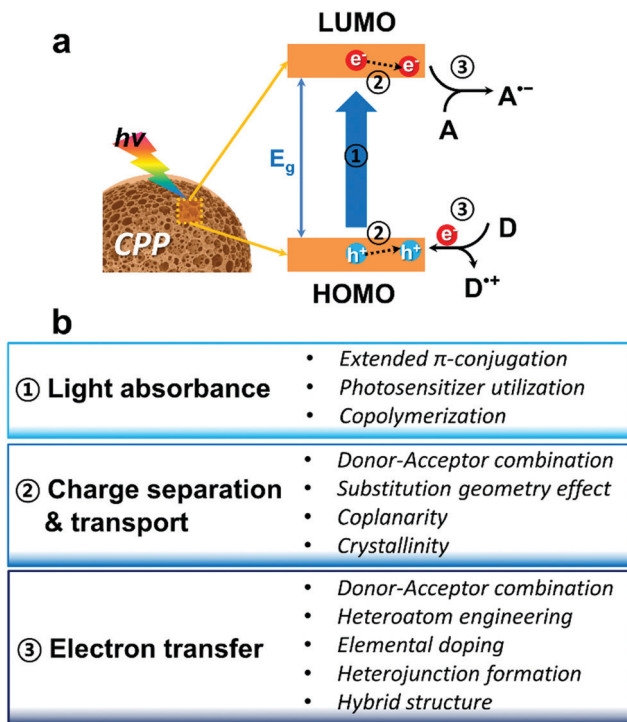 a
LUMO
hν
CPP
E_g
①
e⁻ e⁻
②
③
A
A•−
②
h⁺ h⁺
③
e⁻
D
D•+
HOMO
b
① Light absorbance
• Extended π-conjugation
• Photosensitizer utilization
• Copolymerization
② Charge separation
& transport
• Donor-Acceptor combination
• Substitution geometry effect
• Coplanarity
• Crystallinity
③ Electron transfer
• Donor-Acceptor combination
• Heteroatom engineering
• Elemental doping
• Heterojunction formation
• Hybrid structure